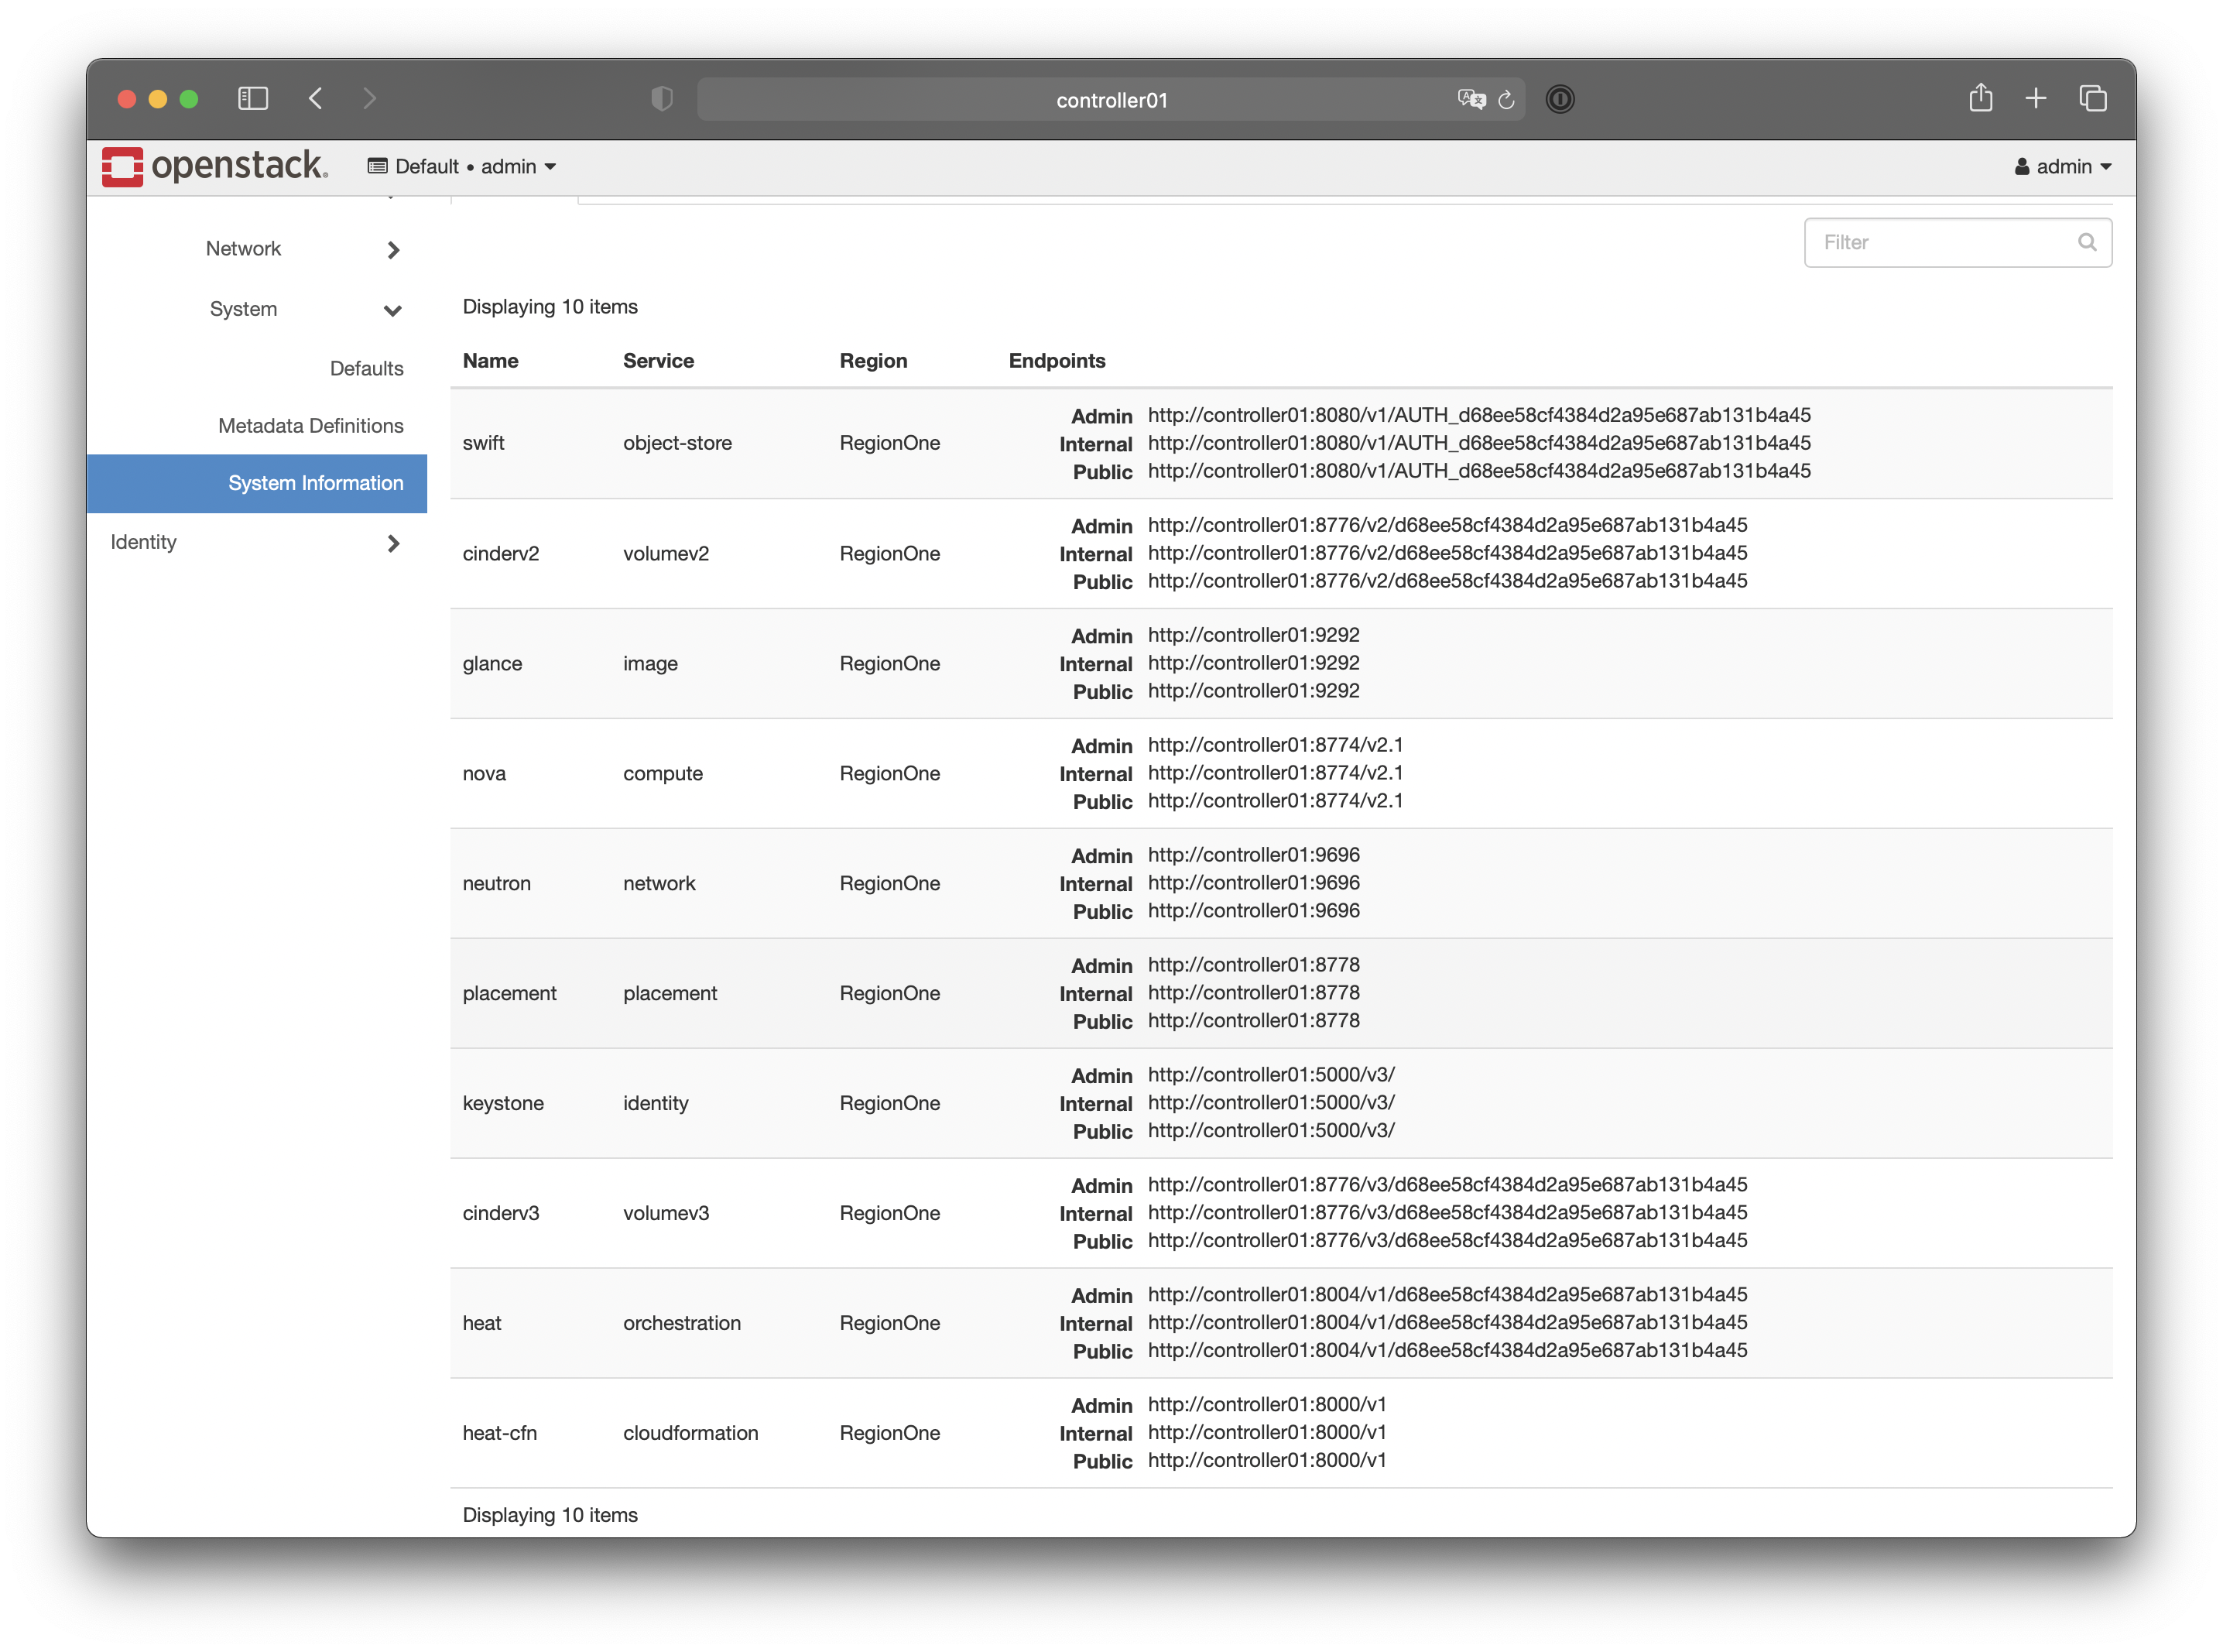 controller01
openstack.
Default • admin
admin
Network
System
Defaults
Metadata Definitions
System Information
Identity
Filter
Displaying 10 items
Name Service Region Endpoints
swift object-store RegionOne
Admin http://controller01:8080/v1/AUTH_d68ee58cf4384d2a95e687ab131b4a45
Internal http://controller01:8080/v1/AUTH_d68ee58cf4384d2a95e687ab131b4a45
Public http://controller01:8080/v1/AUTH_d68ee58cf4384d2a95e687ab131b4a45
cinderv2 volumev2 RegionOne
Admin http://controller01:8776/v2/d68ee58cf4384d2a95e687ab131b4a45
Internal http://controller01:8776/v2/d68ee58cf4384d2a95e687ab131b4a45
Public http://controller01:8776/v2/d68ee58cf4384d2a95e687ab131b4a45
glance image RegionOne
Admin http://controller01:9292
Internal http://controller01:9292
Public http://controller01:9292
nova compute RegionOne
Admin http://controller01:8774/v2.1
Internal http://controller01:8774/v2.1
Public http://controller01:8774/v2.1
neutron network RegionOne
Admin http://controller01:9696
Internal http://controller01:9696
Public http://controller01:9696
placement placement RegionOne
Admin http://controller01:8778
Internal http://controller01:8778
Public http://controller01:8778
keystone identity RegionOne
Admin http://controller01:5000/v3/
Internal http://controller01:5000/v3/
Public http://controller01:5000/v3/
cinderv3 volumev3 RegionOne
Admin http://controller01:8776/v3/d68ee58cf4384d2a95e687ab131b4a45
Internal http://controller01:8776/v3/d68ee58cf4384d2a95e687ab131b4a45
Public http://controller01:8776/v3/d68ee58cf4384d2a95e687ab131b4a45
heat orchestration RegionOne
Admin http://controller01:8004/v1/d68ee58cf4384d2a95e687ab131b4a45
Internal http://controller01:8004/v1/d68ee58cf4384d2a95e687ab131b4a45
Public http://controller01:8004/v1/d68ee58cf4384d2a95e687ab131b4a45
heat-cfn cloudformation RegionOne
Admin http://controller01:8000/v1
Internal http://controller01:8000/v1
Public http://controller01:8000/v1
Displaying 10 items